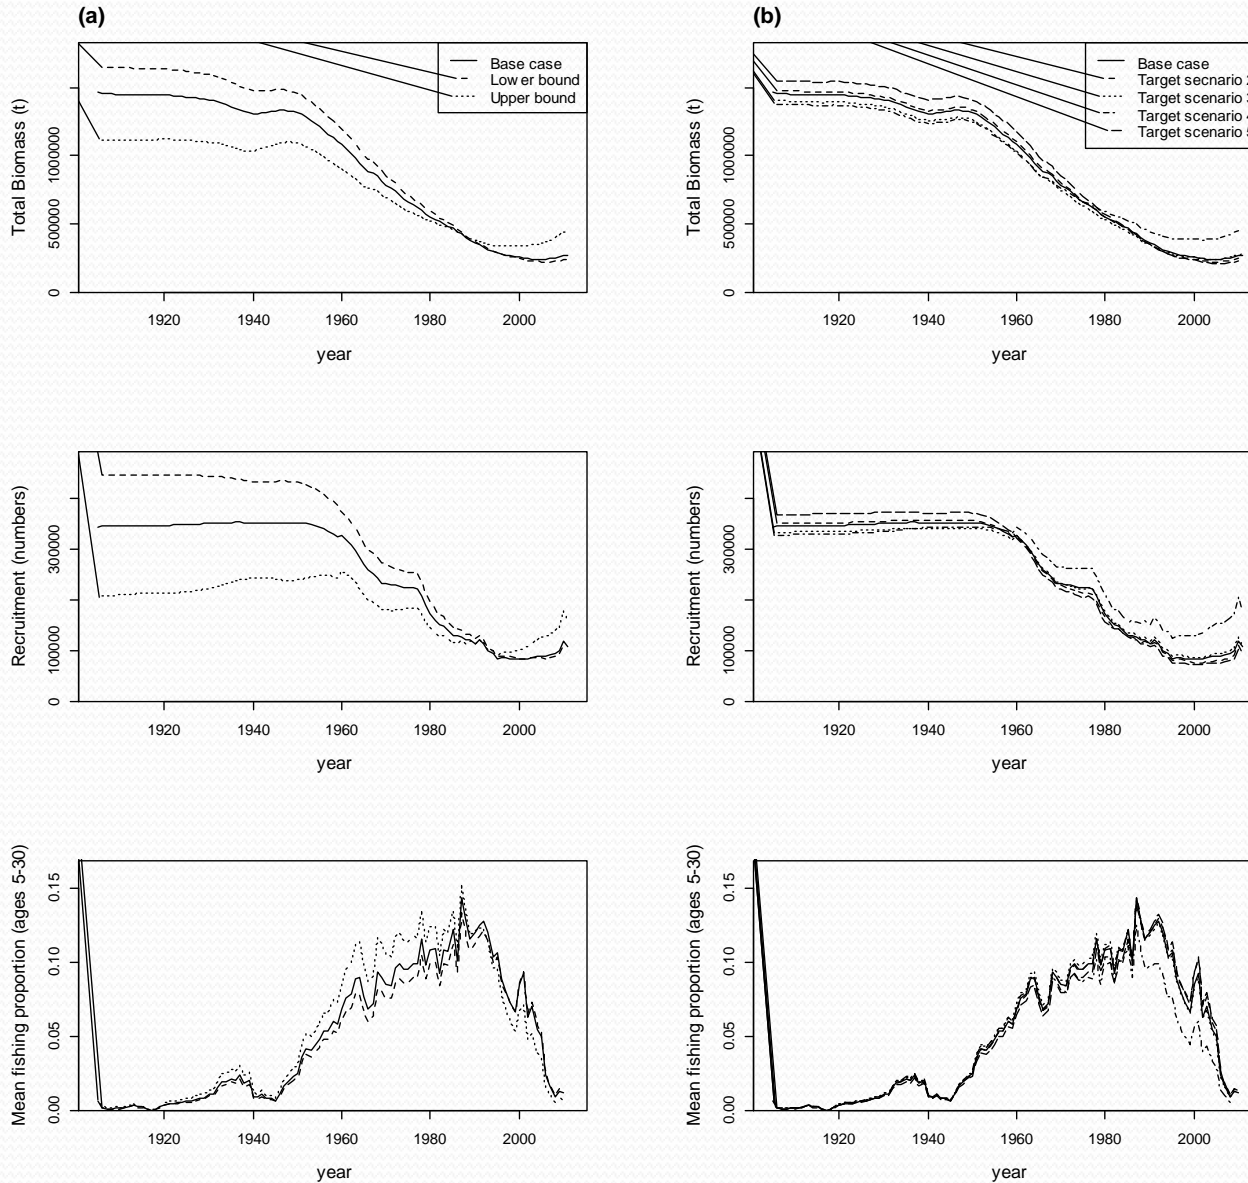 (a)
Total Biomass (t)
0
500000
1000000
Base case
Lower bound
Upper bound
1920
1940
1960
1980
2000
year
(b)
Total Biomass (t)
0
500000
1000000
Base case
Target secnario 2
Target scenario 3
Target scenario 4
Target scenario 5
1920
1940
1960
1980
2000
year
Recruitment (numbers)
0
100000
300000
1920
1940
1960
1980
2000
year
Recruitment (numbers)
0
100000
300000
1920
1940
1960
1980
2000
year
Mean fishing proportion (ages 5-30)
0.00
0.05
0.10
0.15
1920
1940
1960
1980
2000
year
Mean fishing proportion (ages 5-30)
0.00
0.05
0.10
0.15
1920
1940
1960
1980
2000
year